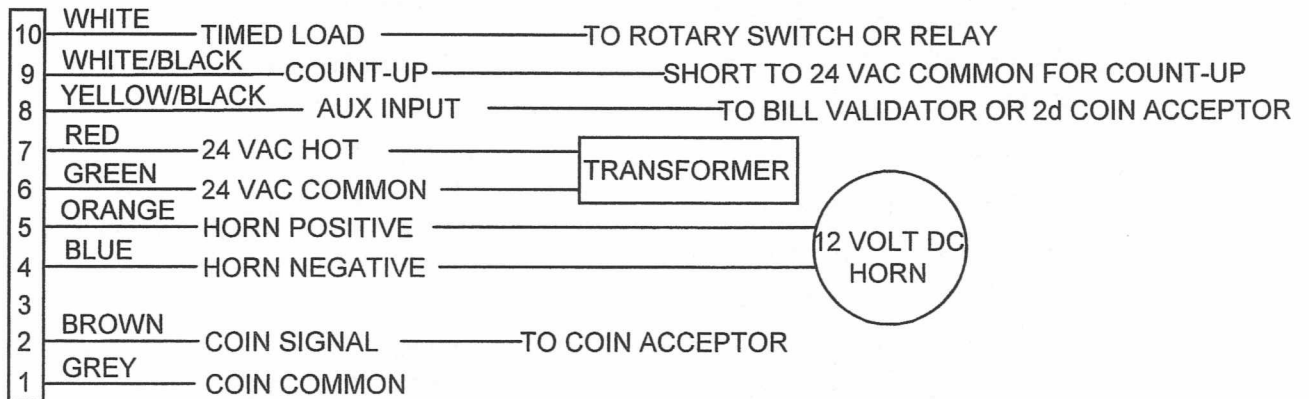 10 WHITE TIMED LOAD TO ROTARY SWITCH OR RELAY
9 WHITE/BLACK COUNT-UP SHORT TO 24 VAC COMMON FOR COUNT-UP
8 YELLOW/BLACK AUX INPUT TO BILL VALIDATOR OR 2d COIN ACCEPTOR
7 RED 24 VAC HOT
TRANSFORMER
6 GREEN 24 VAC COMMON
5 ORANGE HORN POSITIVE
12 VOLT DC
HORN
4 BLUE HORN NEGATIVE
3
2 BROWN COIN SIGNAL TO COIN ACCEPTOR
1 GREY COIN COMMON